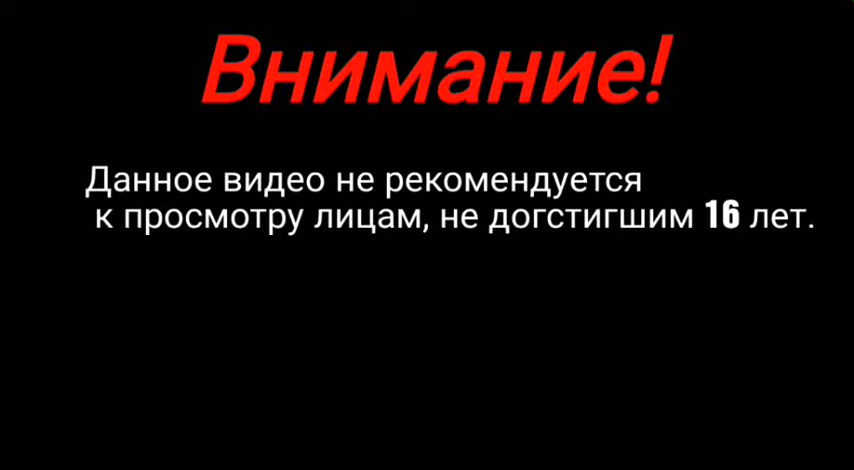 Внимание!
Данное видео не рекомендуется
к просмотру лицам, не догстигшим 16 лет.